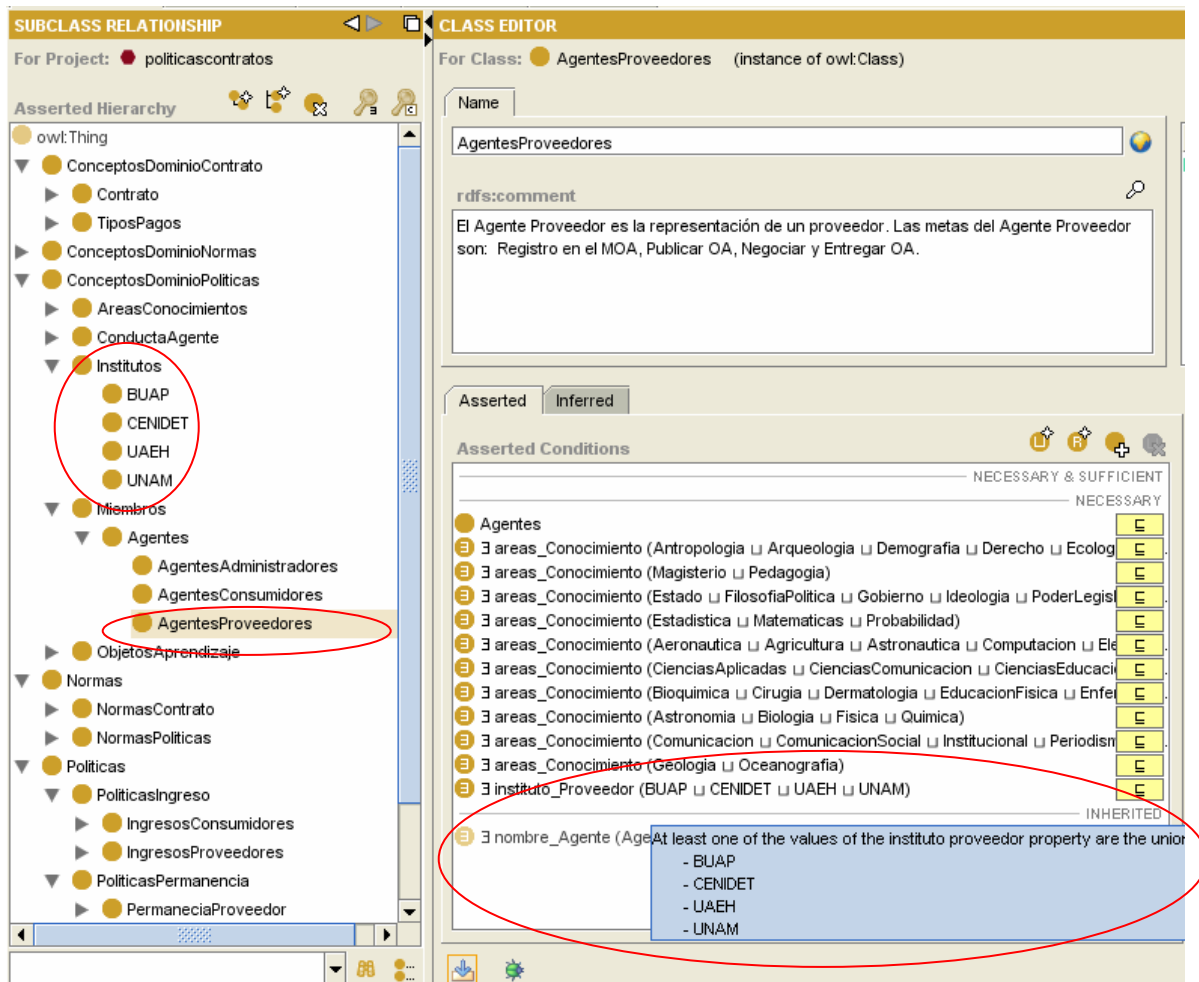 SUBCLASS RELATIONSHIP
For Project: politicascontratos
Asserted Hierarchy
owl:Thing
ConceptosDominioContrato
Contrato
TiposPagos
ConceptosDominioNormas
ConceptosDominioPoliticas
AreasConocimientos
ConductaAgente
Institutos
BUAP
CENIDET
UAEH
UNAM
Miembros
Agentes
AgentesAdministradores
AgentesConsumidores
AgentesProveedores
ObjetosAprendizaje
Normas
NormasContrato
NormasPoliticas
Politicas
PoliticasIngreso
IngresosConsumidores
IngresosProveedores
PoliticasPermanencia
PermaneciaProveedor
CLASS EDITOR
For Class: AgentesProveedores (instance of owl:Class)
Name
AgentesProveedores
rdfs:comment
El Agente Proveedor es la representación de un proveedor. Las metas del Agente Proveedor
son: Registro en el MOA, Publicar OA, Negociar y Entregar OA.
Asserted Inferred
Asserted Conditions
NECESSARY & SUFFICIENT
NECESSARY
Agentes ⊑
∃ areas_Conocimiento (Antropologia ⊔ Arqueologia ⊔ Demografia ⊔ Derecho ⊔ Ecolog ⊑
∃ areas_Conocimiento (Magisterio ⊔ Pedagogia) ⊑
∃ areas_Conocimiento (Estado ⊔ FilosofiaPolitica ⊔ Gobierno ⊔ Ideologia ⊔ PoderLegisl ⊑
∃ areas_Conocimiento (Estadistica ⊔ Matematicas ⊔ Probabilidad) ⊑
∃ areas_Conocimiento (Aeronautica ⊔ Agricultura ⊔ Astronautica ⊔ Computacion ⊔ Ele ⊑
∃ areas_Conocimiento (CienciasAplicadas ⊔ CienciasComunicacion ⊔ CienciasEducaci ⊑
∃ areas_Conocimiento (Bioquimica ⊔ Cirugia ⊔ Dermatologia ⊔ EducacionFisica ⊔ Enfer ⊑
∃ areas_Conocimiento (Astronomia ⊔ Biologia ⊔ Fisica ⊔ Quimica) ⊑
∃ areas_Conocimiento (Comunicacion ⊔ ComunicacionSocial ⊔ Institucional ⊔ Periodism ⊑
∃ areas_Conocimiento (Geologia ⊔ Oceanografia) ⊑
∃ instituto_Proveedor (BUAP ⊔ CENIDET ⊔ UAEH ⊔ UNAM) ⊑
INHERITED
∃ nombre_Agente (Age
At least one of the values of the instituto proveedor property are the union
- BUAP
- CENIDET
- UAEH
- UNAM